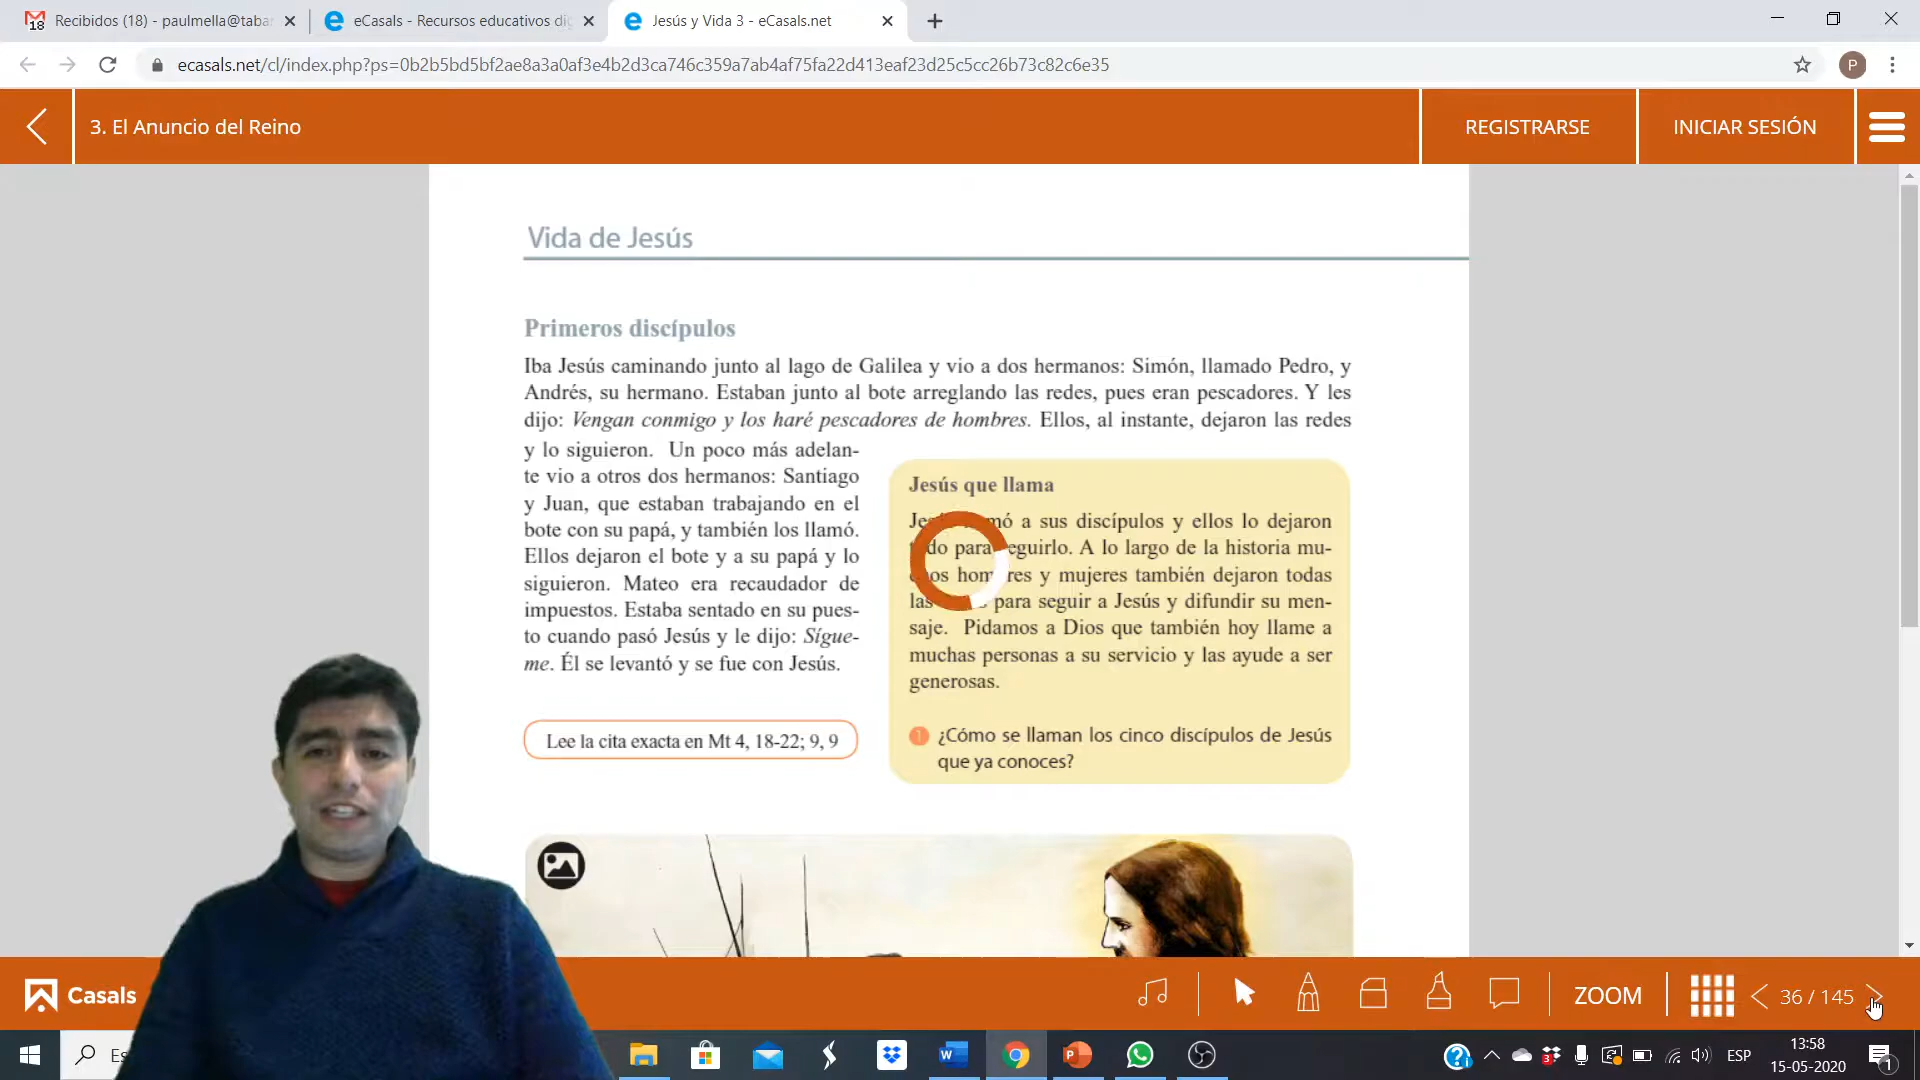 18 Recibidos (18) - paulmella@taba
eCasals - Recursos educativos di
Jesús y Vida 3 - eCasals.net
ecasals.net/cl/index.php?ps=0b2b5bd5bf2ae8a3a0af3e4b2d3ca746c359a7ab4af75fa22d413eaf23d25c5cc26b73c82c6e35
P
3. El Anuncio del Reino
REGISTRARSE
INICIAR SESIÓN
Vida de Jesús
Primeros discípulos
Iba Jesús caminando junto al lago de Galilea y vio a dos hermanos: Simón, llamado Pedro, y
Andrés, su hermano. Estaban junto al bote arreglando las redes, pues eran pescadores. Y les
dijo: Vengan conmigo y los haré pescadores de hombres. Ellos, al instante, dejaron las redes
y lo siguieron. Un poco más adelan-
te vio a otros dos hermanos: Santiago
y Juan, que estaban trabajando en el
bote con su papá, y también los llamó.
Ellos dejaron el bote y a su papá y lo
siguieron. Mateo era recaudador de
impuestos. Estaba sentado en su pues-
to cuando pasó Jesús y le dijo: Sígue-
me. Él se levantó y se fue con Jesús.
Lee la cita exacta en Mt 4, 18-22; 9, 9
Jesús que llama
a sus discípulos y ellos lo dejaron
para seguirlo. A lo largo de la historia mu-
hombres y mujeres también dejaron todas
las para seguir a Jesús y difundir su men-
saje. Pidamos a Dios que también hoy llame a
muchas personas a su servicio y las ayude a ser
generosas.
1 ¿Cómo se llaman los cinco discípulos de Jesús
que ya conoces?
Casals
ZOOM
36 / 145
Es
W
P
3
ESP
13:58
15-05-2020
1